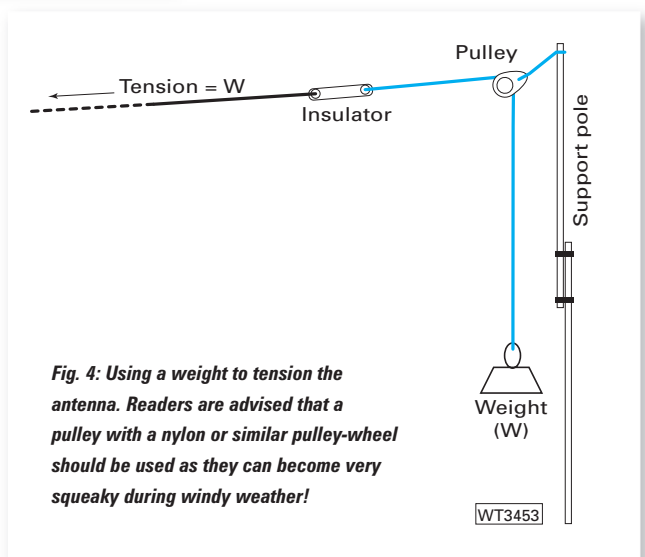 Pulley
Tension = W
Insulator
Support pole
Fig. 4: Using a weight to tension the
antenna. Readers are advised that a
pulley with a nylon or similar pulley-wheel
should be used as they can become very
squeaky during windy weather!
Weight
(W)
WT3453